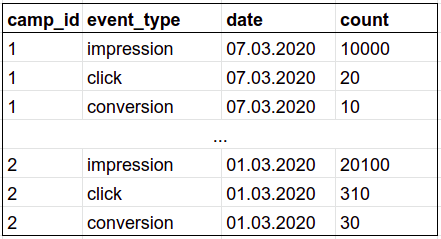 camp_id event_type date count
1 impression 07.03.2020 10000
1 click 07.03.2020 20
1 conversion 07.03.2020 10
...
2 impression 01.03.2020 20100
2 click 01.03.2020 310
2 conversion 01.03.2020 30